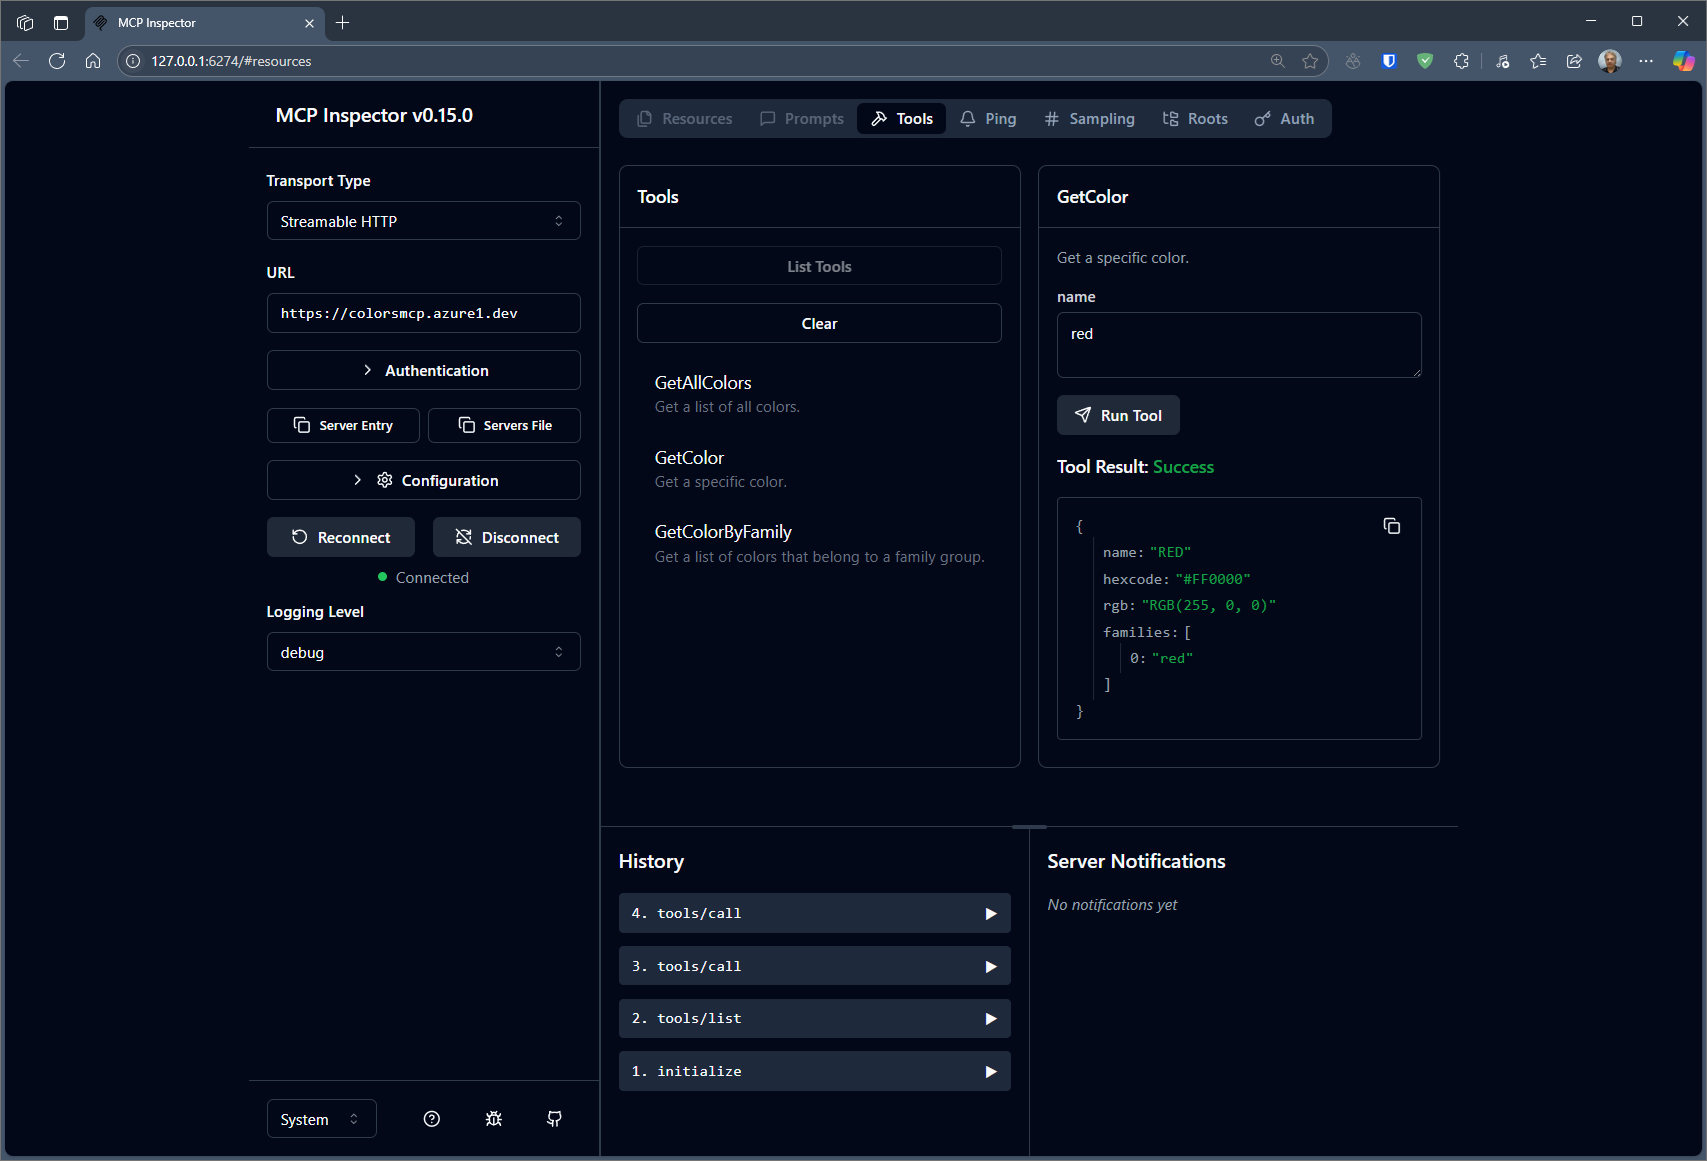 MCP Inspector
127.0.0.1:6274/#resources
MCP Inspector v0.15.0
Transport Type
Streamable HTTP
URL
https://colorsmcp.azure1.dev
Authentication
Server Entry
Servers File
Configuration
Reconnect
Disconnect
Connected
Logging Level
debug
System
Resources
Prompts
Tools
Ping
Sampling
Roots
Auth
Tools
List Tools
Clear
GetAllColors
Get a list of all colors.
GetColor
Get a specific color.
GetColorByFamily
Get a list of colors that belong to a family group.
GetColor
Get a specific color.
name
red
Run Tool
Tool Result: Success
{
name: "RED"
hexcode: "#FF0000"
rgb: "RGB(255, 0, 0)"
families: [
0: "red"
]
}
History
4. tools/call
3. tools/call
2. tools/list
1. initialize
Server Notifications
No notifications yet